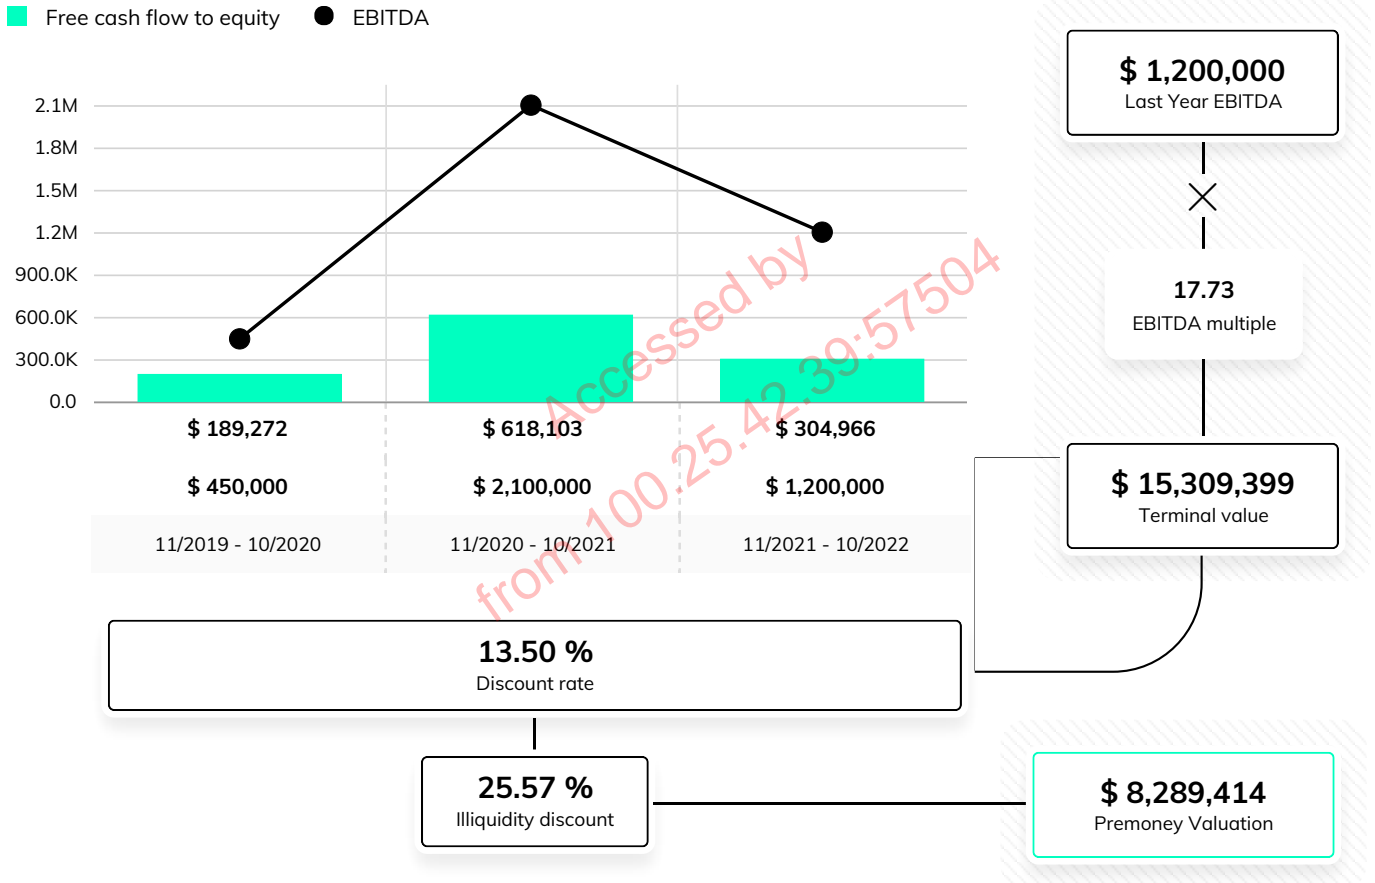 Free cash flow to equity
EBITDA
2.1M
1.8M
1.5M
1.2M
900.0K
600.0K
300.0K
0.0
$ 189,272
$ 618,103
$ 304,966
$ 450,000
$ 2,100,000
$ 1,200,000
11/2019 - 10/2020
11/2020 - 10/2021
11/2021 - 10/2022
Accessed by
from 100.25.42.39:57504
$ 1,200,000
Last Year EBITDA
17.73
EBITDA multiple
$ 15,309,399
Terminal value
13.50 %
Discount rate
25.57 %
Illiquidity discount
$ 8,289,414
Premoney Valuation